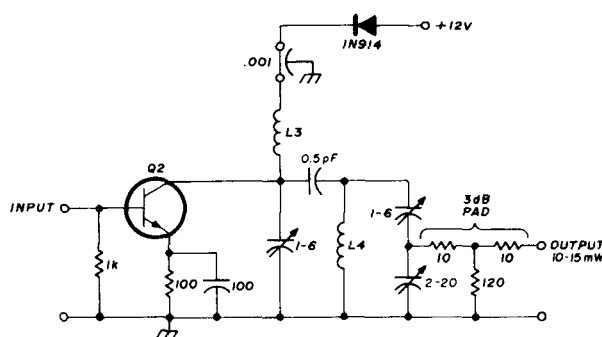 +12V
1N914
.001
L3
Q2
0.5pF
INPUT
1-6
3dB
PAD
1-6
L4
OUTPUT
10-15mW
10
10
1k
100
100
2-20
120